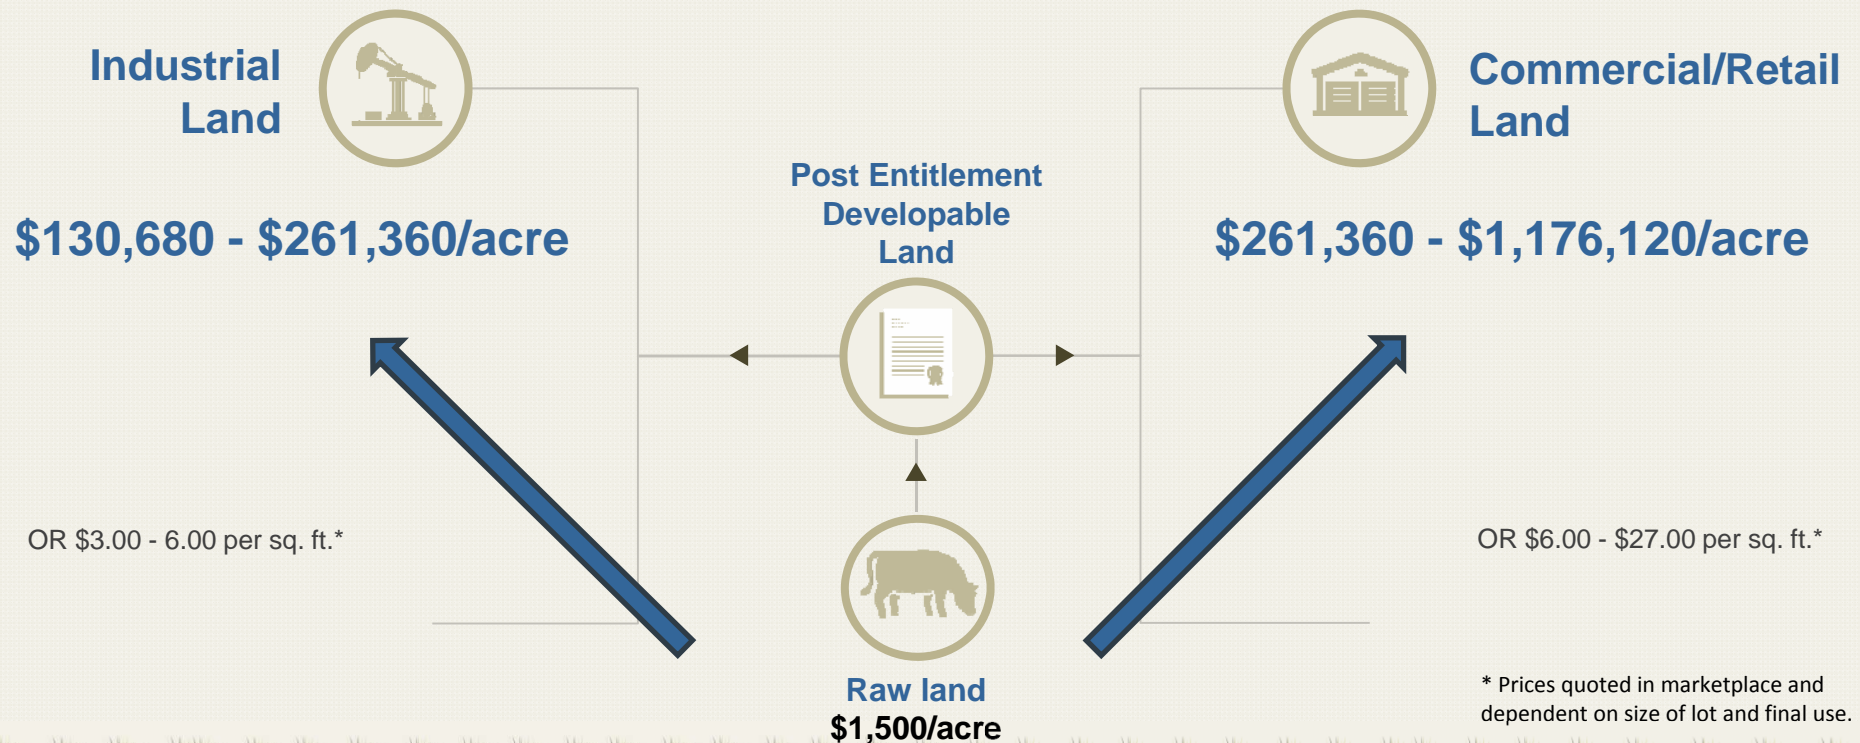 Industrial
Land
$130,680 - $261,360/acre
OR $3.00 - 6.00 per sq. ft.*
Post Entitlement
Developable
Land
Raw land
$1,500/acre
Commercial/Retail
Land
$261,360 - $1,176,120/acre
OR $6.00 - $27.00 per sq. ft.*
* Prices quoted in marketplace and
dependent on size of lot and final use.